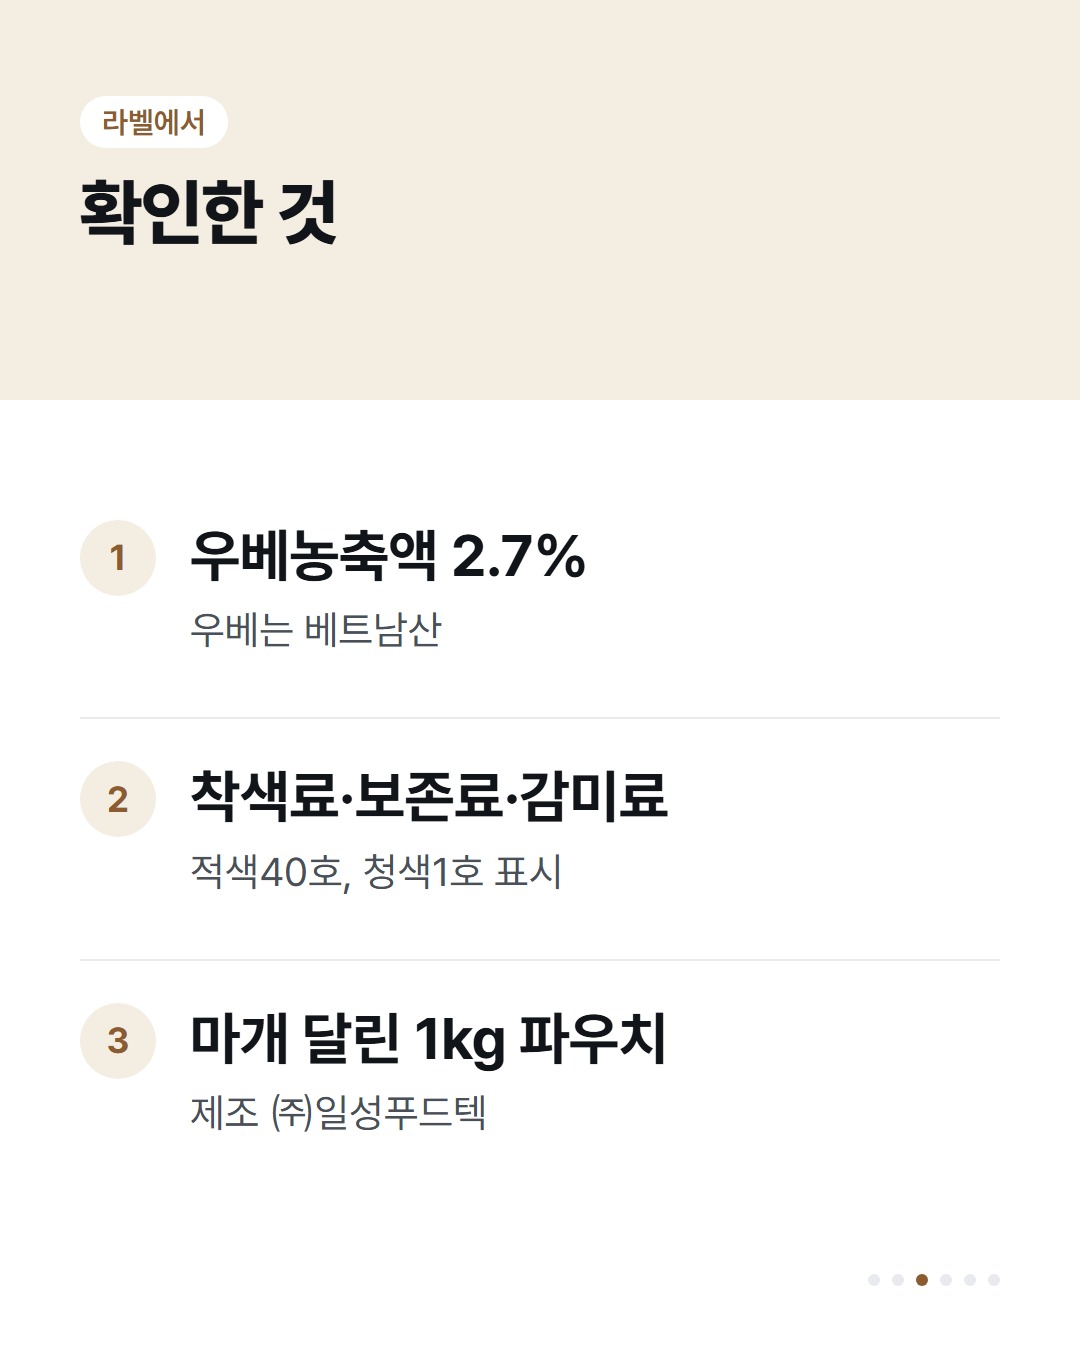 라벨에서
확인한 것
1
우베농축액 2.7%
우베는 베트남산
2
착색료·보존료·감미료
적색40호, 청색1호 표시
3
마개 달린 1kg 파우치
제조 ㈜일성푸드텍